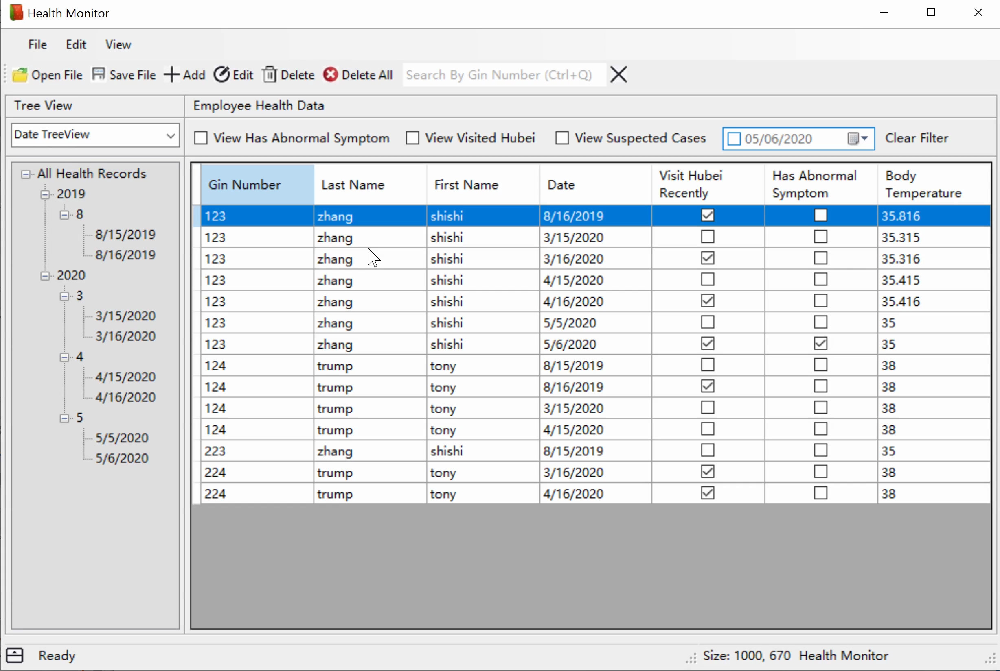 Health Monitor
File Edit View
Open File Save File Add Edit Delete Delete All Search By Gin Number (Ctrl+Q)
Tree View
Employee Health Data
Date TreeView
View Has Abnormal Symptom View Visited Hubei View Suspected Cases 05/06/2020 Clear Filter
All Health Records
2019
8
8/15/2019
8/16/2019
2020
3
3/15/2020
3/16/2020
4
4/15/2020
4/16/2020
5
5/5/2020
5/6/2020
Gin Number Last Name First Name Date Visit Hubei Recently Has Abnormal Symptom Body Temperature
123 zhang shishi 8/16/2019 35.816
123 zhang shishi 3/15/2020 35.315
123 zhang shishi 3/16/2020 35.316
123 zhang shishi 4/15/2020 35.415
123 zhang shishi 4/16/2020 35.416
123 zhang shishi 5/5/2020 35
123 zhang shishi 5/6/2020 35
124 trump tony 8/15/2019 38
124 trump tony 8/16/2019 38
124 trump tony 3/15/2020 38
124 trump tony 4/15/2020 38
223 zhang shishi 8/15/2019 35
224 trump tony 3/16/2020 38
224 trump tony 4/16/2020 38
Ready
Size: 1000, 670 Health Monitor